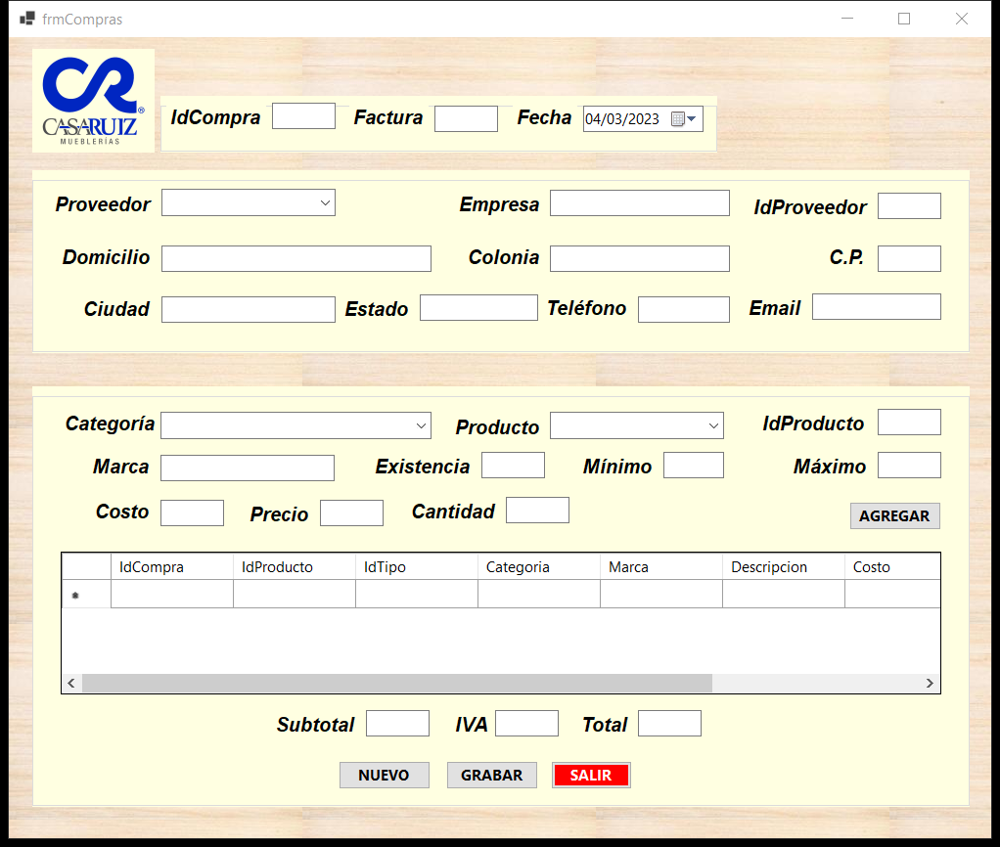 frmCompras
CR®
CASARUIZ
MUEBLERÍAS
IdCompra Factura Fecha 04/03/2023
Proveedor Empresa IdProveedor
Domicilio Colonia C.P.
Ciudad Estado Teléfono Email
Categoría Producto IdProducto
Marca Existencia Mínimo Máximo
Costo Precio Cantidad AGREGAR
IdCompra IdProducto IdTipo Categoria Marca Descripcion Costo
Subtotal IVA Total
NUEVO GRABAR SALIR